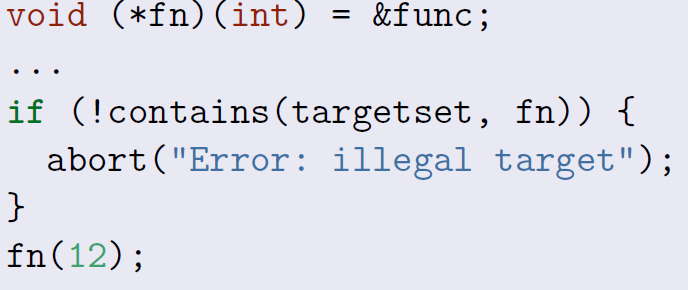 void (*fn)(int) = &func;
...
if (!contains(targetset, fn)) {
  abort("Error: illegal target");
}
fn(12);